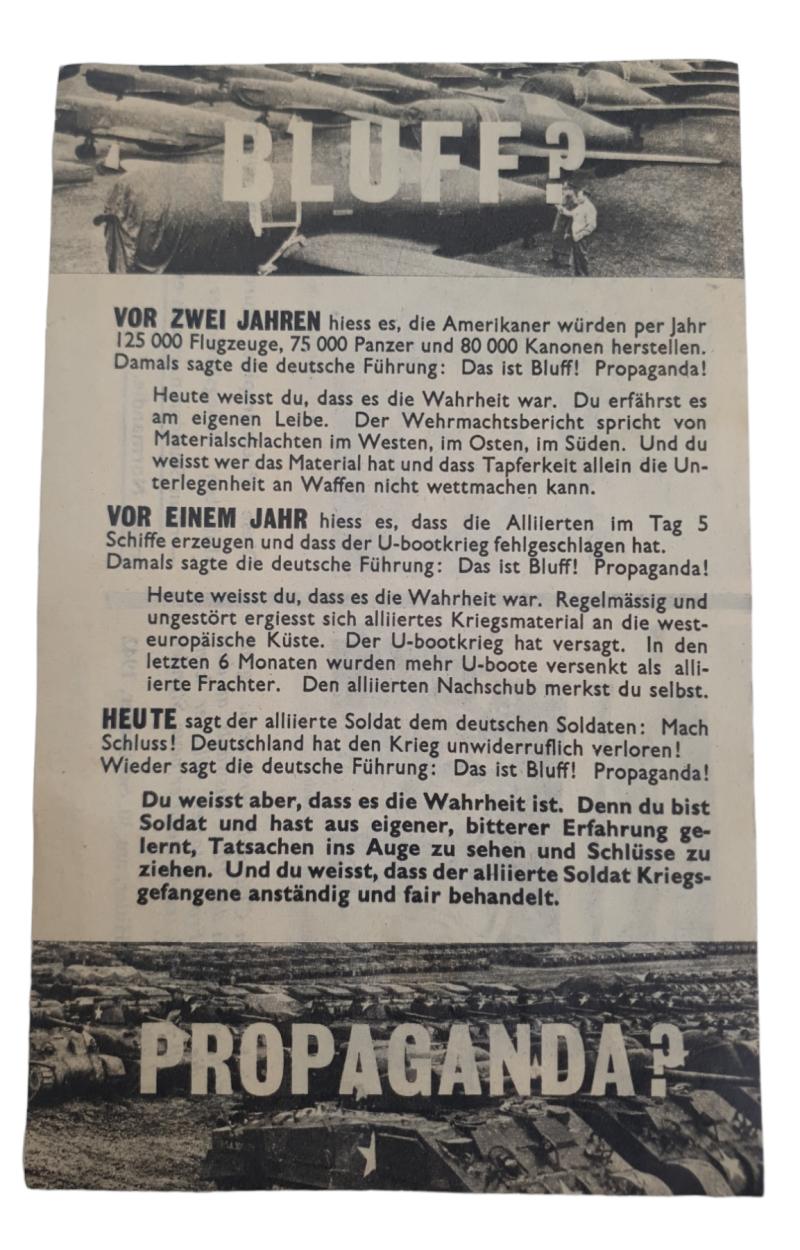 BLUFF?
VOR ZWEI JAHREN hiess es, die Amerikaner würden per Jahr
125 000 Flugzeuge, 75 000 Panzer und 80 000 Kanonen herstellen.
Damals sagte die deutsche Führung: Das ist Bluff! Propaganda!
Heute weisst du, dass es die Wahrheit war. Du erfährst es
am eigenen Leibe. Der Wehrmachtsbericht spricht von
Materialschlachten im Westen, im Osten, im Süden. Und du
weisst wer das Material hat und dass Tapferkeit allein die Un-
terlegenheit an Waffen nicht wettmachen kann.
VOR EINEM JAHR hiess es, dass die Alliierten im Tag 5
Schiffe erzeugen und dass der U-bootkrieg fehlgeschlagen hat.
Damals sagte die deutsche Führung: Das ist Bluff! Propaganda!
Heute weisst du, dass es die Wahrheit war. Regelmässig und
ungestört ergiesst sich alliiertes Kriegsmaterial an die west-
europäische Küste. Der U-bootkrieg hat versagt. In den
letzten 6 Monaten wurden mehr U-boote versenkt als alli-
ierte Frachter. Den alliierten Nachschub merkst du selbst.
HEUTE sagt der alliierte Soldat dem deutschen Soldaten: Mach
Schluss! Deutschland hat den Krieg unwiderruflich verloren!
Wieder sagt die deutsche Führung: Das ist Bluff! Propaganda!
Du weisst aber, dass es die Wahrheit ist. Denn du bist
Soldat und hast aus eigener, bitterer Erfahrung ge-
lernt, Tatsachen ins Auge zu sehen und Schlüsse zu
ziehen. Und du weisst, dass der alliierte Soldat Kriegs-
gefangene anständig und fair behandelt.
PROPAGANDA?